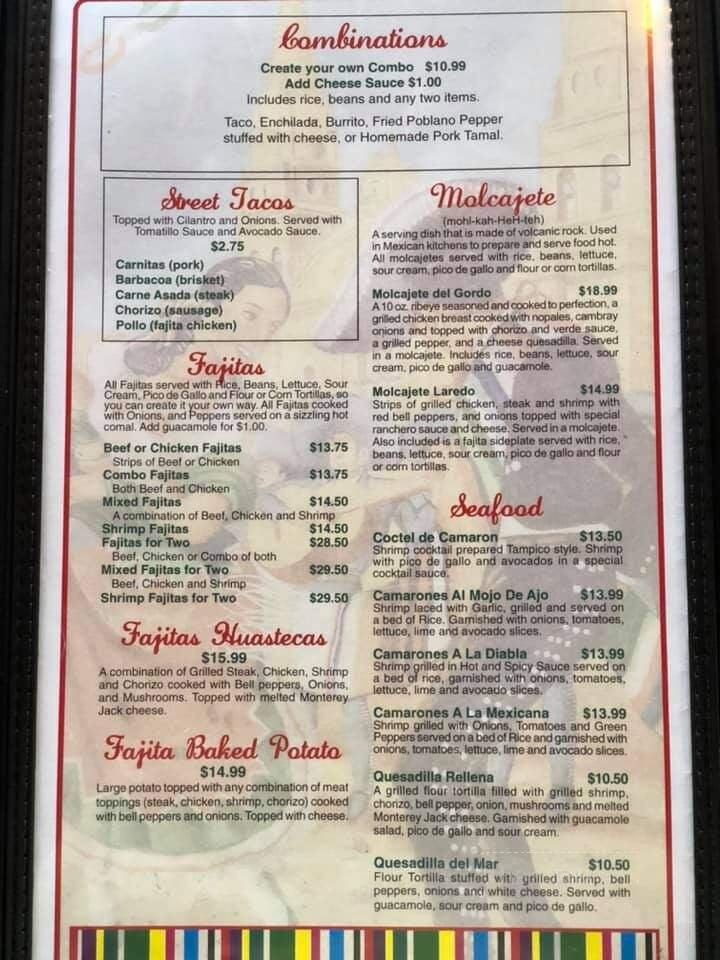 Combinations
Create your own Combo $10.99
Add Cheese Sauce $1.00
Includes rice, beans and any two items.
Taco, Enchilada, Burrito, Fried Poblano Pepper
stuffed with cheese, or Homemade Pork Tamal.
Street Tacos
Topped with Cilantro and Onions. Served with
Tomatillo Sauce and Avocado Sauce.
$2.75
Carnitas (pork)
Barbacoa (brisket)
Carne Asada (steak)
Chorizo (sausage)
Pollo (fajita chicken)
Fajitas
All Fajitas served with Rice, Beans, Lettuce, Sour
Cream, Pico de Gallo and Flour or Corn Tortillas, so
you can create it your own way. All Fajitas cooked
with Onions, and Peppers served on a sizzling hot
comal. Add guacamole for $1.00.
Beef or Chicken Fajitas $13.75
Strips of Beef or Chicken
Combo Fajitas $13.75
Both Beef and Chicken
Mixed Fajitas $14.50
A combination of Beef, Chicken and Shrimp
Shrimp Fajitas $14.50
Fajitas for Two $28.50
Beef, Chicken or Combo of both
Mixed Fajitas for Two $29.50
Beef, Chicken and Shrimp
Shrimp Fajitas for Two $29.50
Fajitas Huastecas
$15.99
A combination of Grilled Steak, Chicken, Shrimp
and Chorizo cooked with Bell peppers, Onions,
and Mushrooms. Topped with melted Monterey
Jack cheese.
Fajita Baked Potato
$14.99
Large potato topped with any combination of meat
toppings (steak, chicken, shrimp, chorizo) cooked
with bell peppers and onions. Topped with cheese.
Molcajete
(mohl-kah-HeH-teh)
A serving dish that is made of volcanic rock. Used
in Mexican kitchens to prepare and serve food hot.
All molcajetes served with rice, beans, lettuce,
sour cream, pico de gallo and flour or corn tortillas.
Molcajete del Gordo $18.99
A 10 oz. ribeye seasoned and cooked to perfection, a
grilled chicken breast cooked with nopales, cambray
onions and topped with chorizo and verde sauce,
a grilled pepper, and a cheese quesadilla. Served
in a molcajete. Includes rice, beans, lettuce, sour
cream, pico de gallo and guacamole.
Molcajete Laredo $14.99
Strips of grilled chicken, steak and shrimp with
red bell peppers, and onions topped with special
ranchero sauce and cheese. Served in a molcajete.
Also included is a fajita sideplate served with rice,
beans, lettuce, sour cream, pico de gallo and flour
or corn tortillas.
Seafood
Coctel de Camaron $13.50
Shrimp cocktail prepared Tampico style. Shrimp
with pico de gallo and avocados in a special
cocktail sauce.
Camarones Al Mojo De Ajo $13.99
Shrimp laced with Garlic, grilled and served on
a bed of Rice. Garnished with onions, tomatoes,
lettuce, lime and avocado slices.
Camarones A La Diabla $13.99
Shrimp grilled in Hot and Spicy Sauce served on
a bed of rice, garnished with onions, tomatoes,
lettuce, lime and avocado slices.
Camarones A La Mexicana $13.99
Shrimp grilled with Onions, Tomatoes and Green
Peppers served on a bed of Rice and garnished with
onions, tomatoes, lettuce, lime and avocado slices.
Quesadilla Rellena $10.50
A grilled flour tortilla filled with grilled shrimp,
chorizo, bell pepper, onion, mushrooms and melted
Monterey Jack cheese. Garnished with guacamole
salad, pico de gallo and sour cream.
Quesadilla del Mar $10.50
Flour Tortilla stuffed with grilled shrimp, bell
peppers, onions and white cheese. Served with
guacamole, sour cream and pico de gallo.